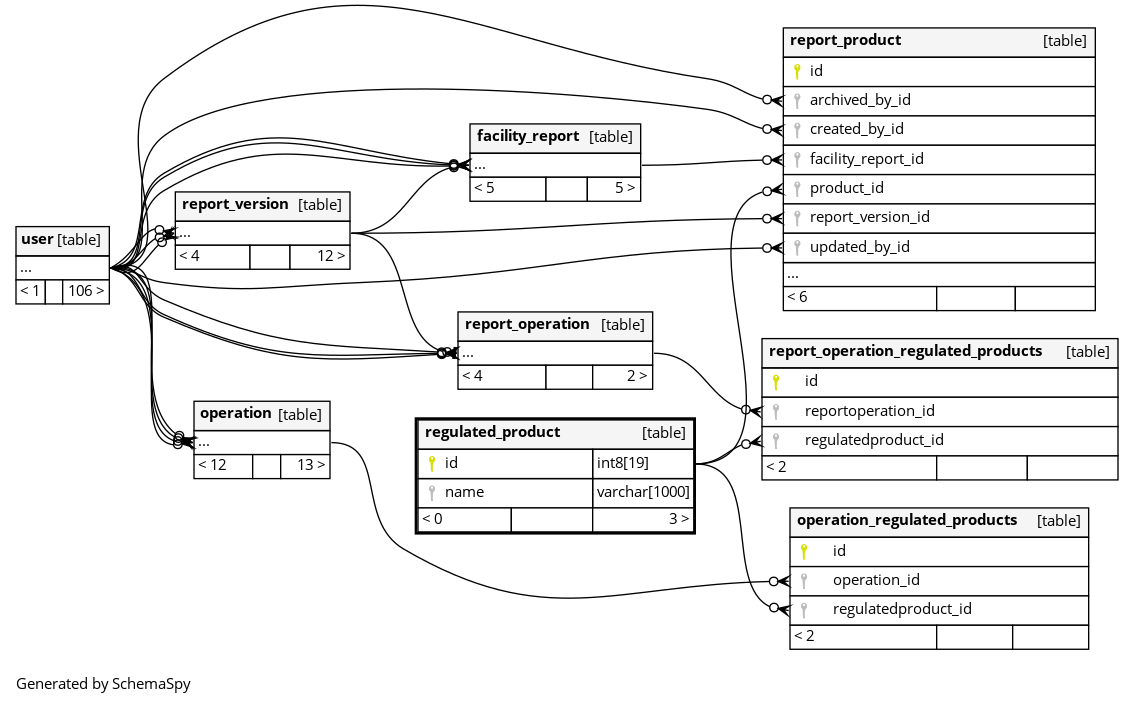 user [table]
...
< 1 106 >
report_version [table]
...
< 4 12 >
facility_report [table]
...
< 5 5 >
report_operation [table]
...
< 4 2 >
operation [table]
...
< 12 13 >
regulated_product [table]
id int8[19]
name varchar[1000]
< 0 3 >
report_product [table]
id
archived_by_id
created_by_id
facility_report_id
product_id
report_version_id
updated_by_id
...
< 6
report_operation_regulated_products [table]
id
reportoperation_id
regulatedproduct_id
< 2
operation_regulated_products [table]
id
operation_id
regulatedproduct_id
< 2
Generated by SchemaSpy